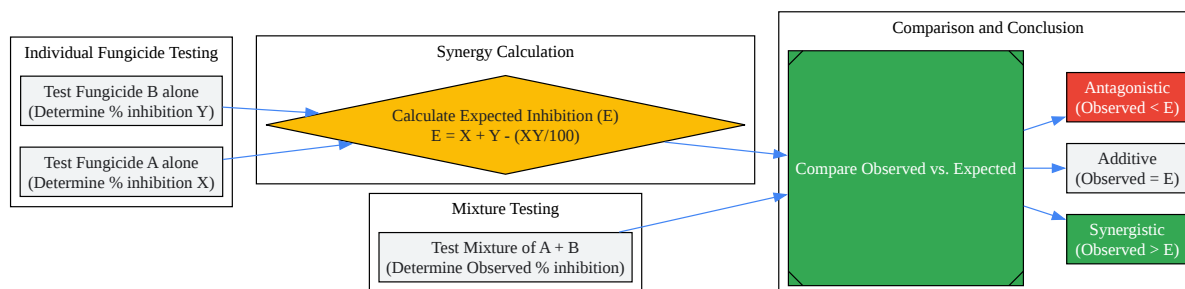 Individual Fungicide Testing
Test Fungicide B alone
(Determine % inhibition Y)
Test Fungicide A alone
(Determine % inhibition X)
Synergy Calculation
Calculate Expected Inhibition (E)
E = X + Y - (XY/100)
Mixture Testing
Test Mixture of A + B
(Determine Observed % inhibition)
Comparison and Conclusion
Compare Observed vs. Expected
Antagonistic
(Observed < E)
Additive
(Observed = E)
Synergistic
(Observed > E)